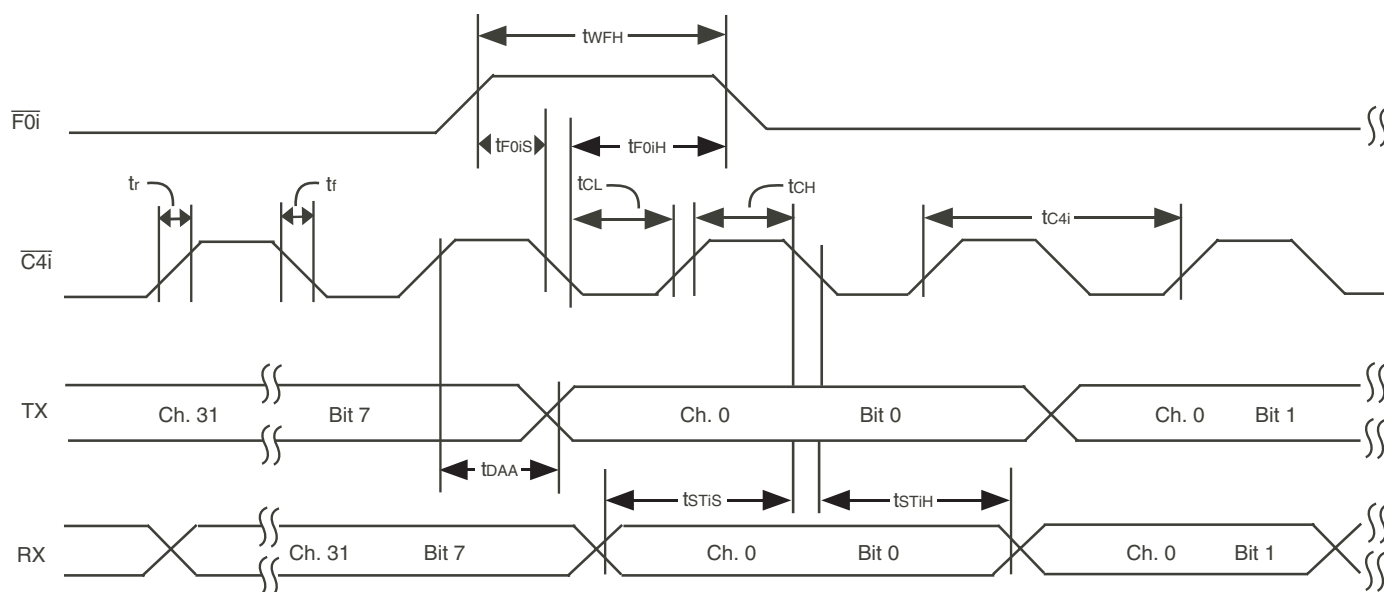 tWFH
F0i
tF0iS
tF0iH
tr
tf
tCL
tCH
tC4i
C4i
TX
Ch. 31 Bit 7 Ch. 0 Bit 0 Ch. 0 Bit 1
tDAA
tSTiS
tSTiH
RX
Ch. 31 Bit 7 Ch. 0 Bit 0 Ch. 0 Bit 1